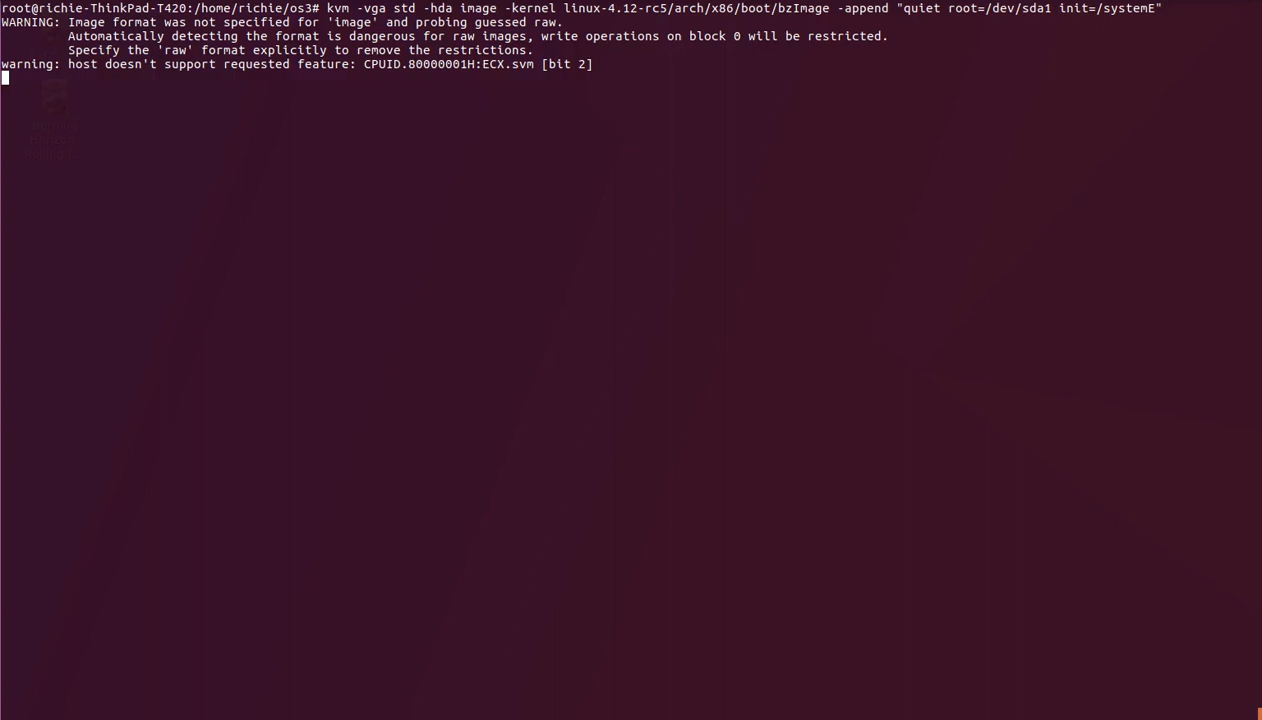 root@richie-ThinkPad-T420:/home/richie/os3# kvm -vga std -hda image -kernel linux-4.12-rc5/arch/x86/boot/bzImage -append "quiet root=/dev/sda1 init=/systemE"
WARNING: Image format was not specified for 'image' and probing guessed raw.
         Automatically detecting the format is dangerous for raw images, write operations on block 0 will be restricted.
         Specify the 'raw' format explicitly to remove the restrictions.
warning: host doesn't support requested feature: CPUID.80000001H:ECX.svm [bit 2]